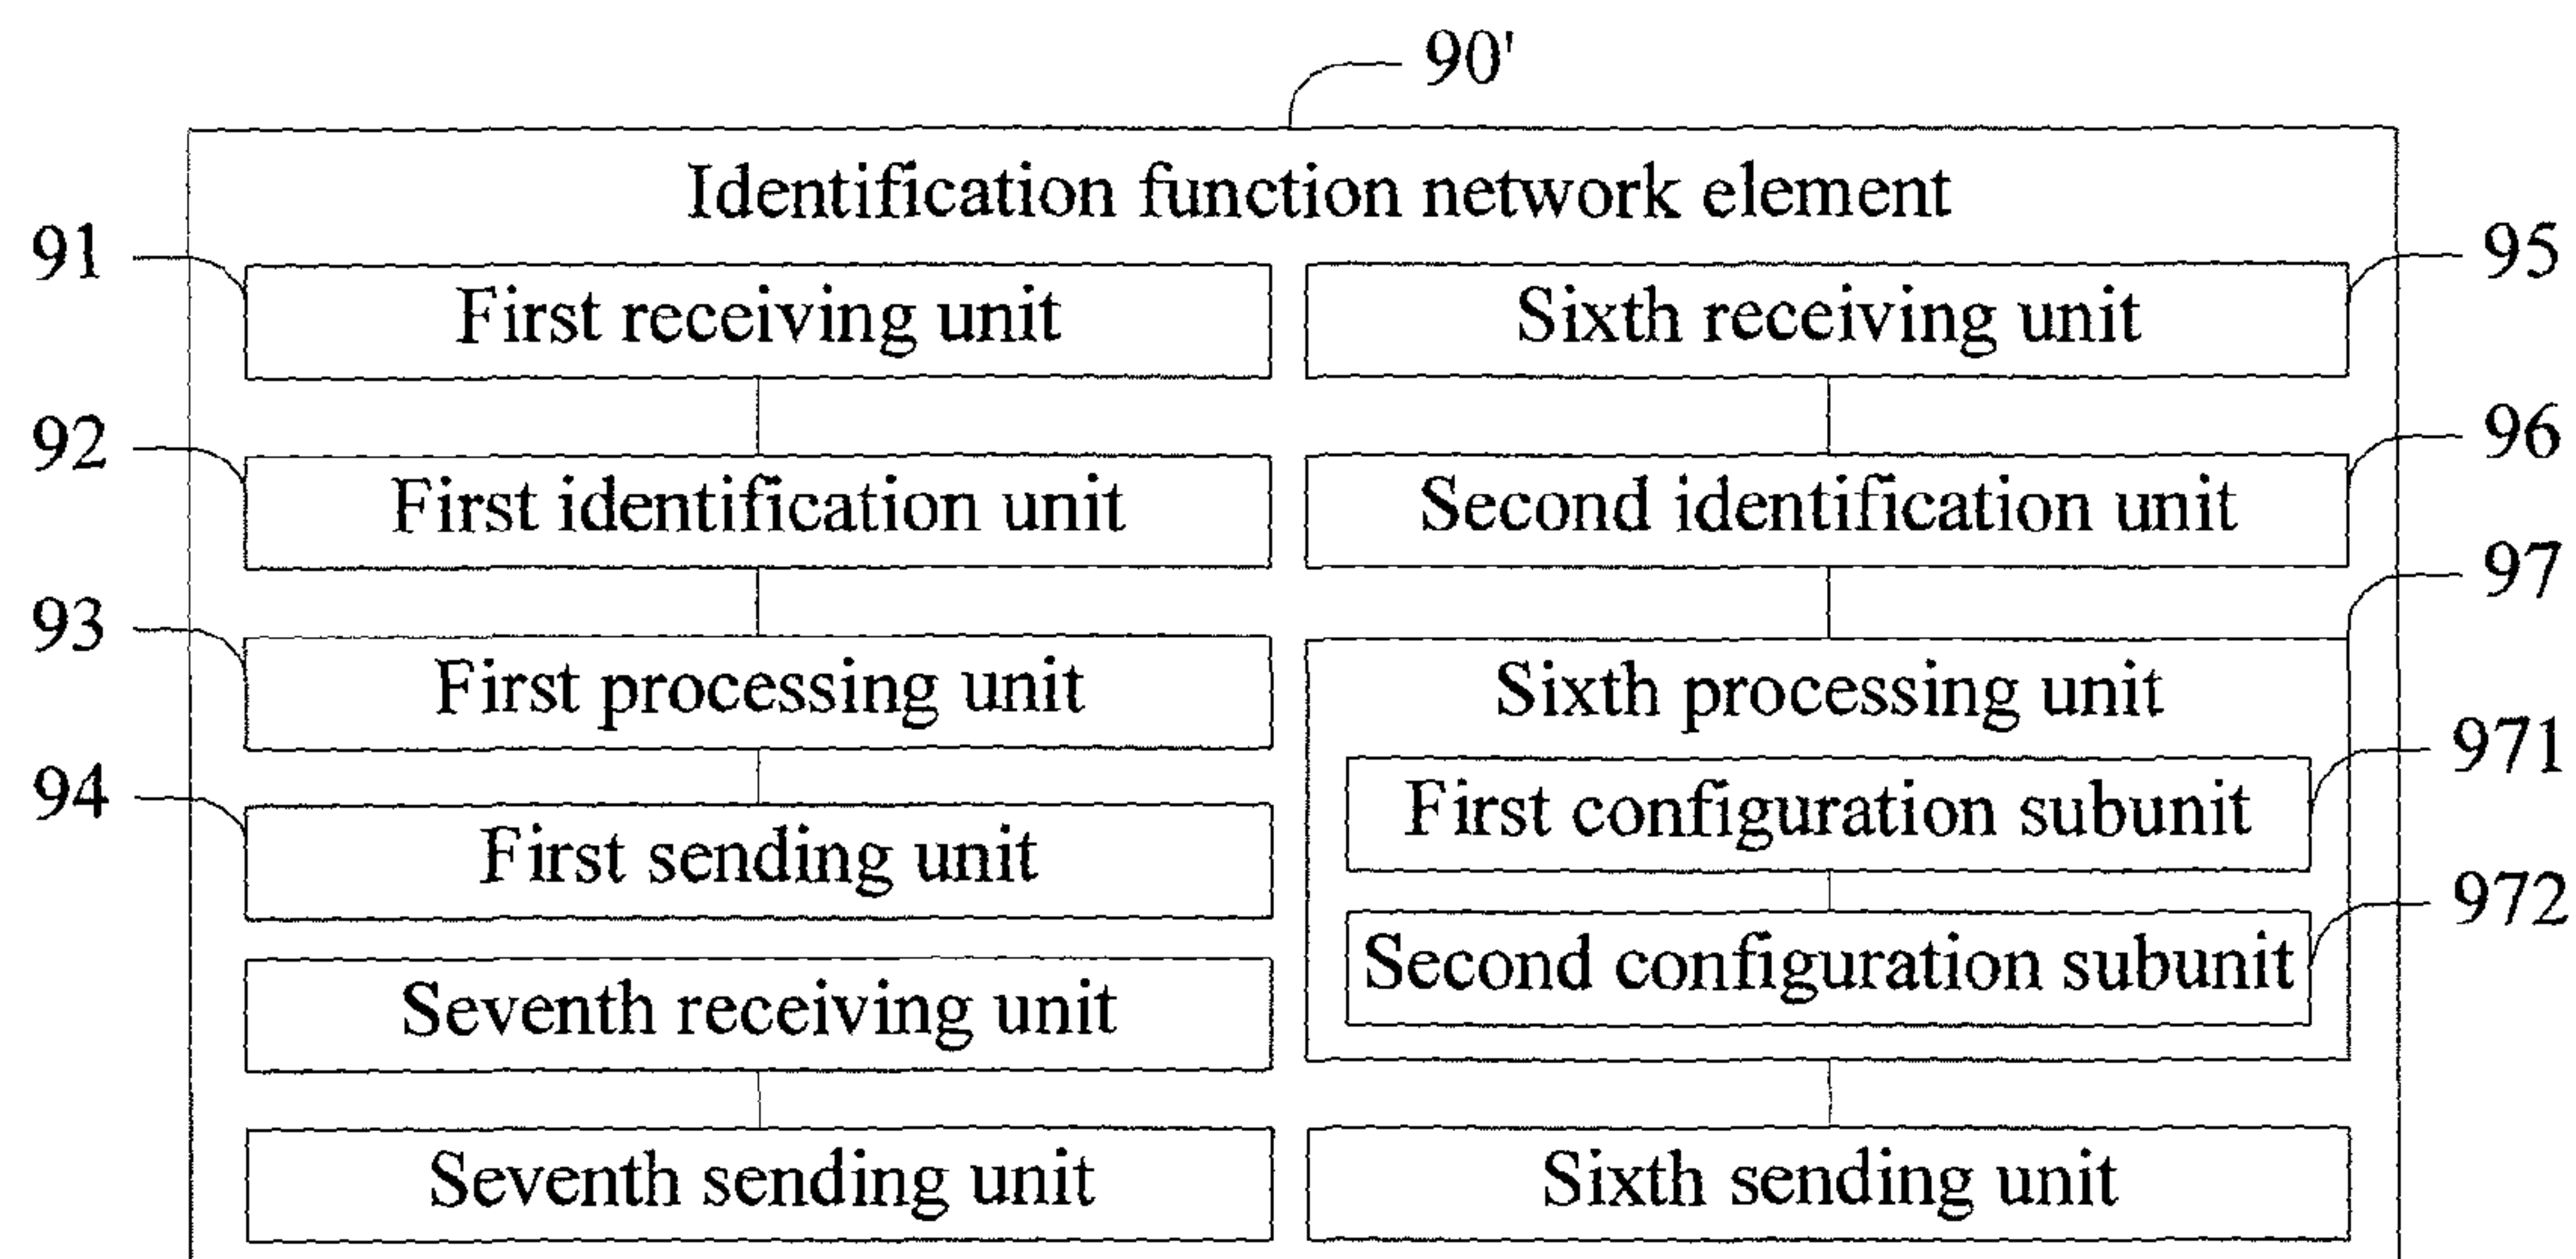 90'
Identification function network element
91
First receiving unit
Sixth receiving unit
95
92
First identification unit
Second identification unit
96
97
93
First processing unit
Sixth processing unit
971
94
First configuration subunit
First sending unit
972
Second configuration subunit
Seventh receiving unit
Seventh sending unit
Sixth sending unit